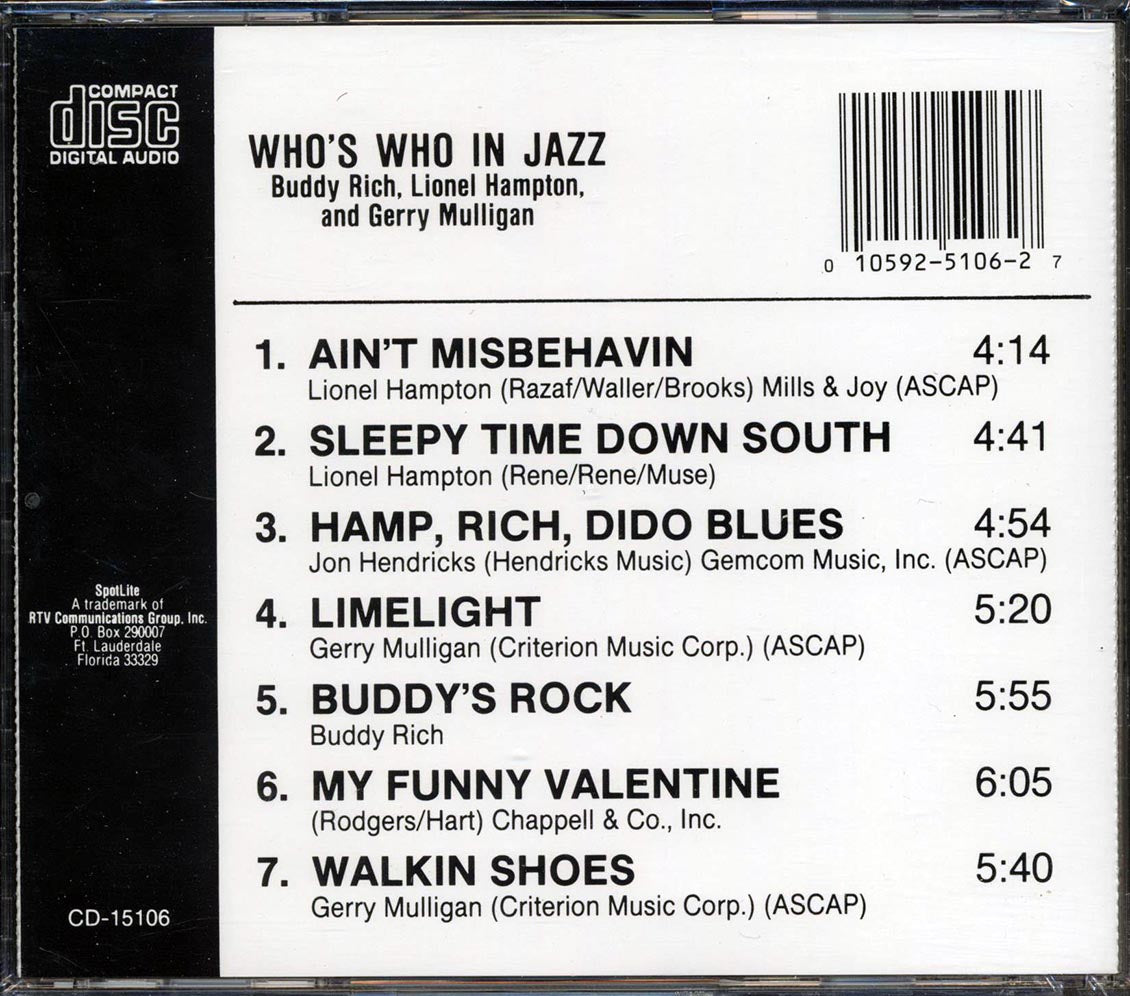 COMPACT
disc
DIGITAL AUDIO
WHO'S WHO IN JAZZ
Buddy Rich, Lionel Hampton,
and Gerry Mulligan
0 10592-5106-2 7
1. AIN'T MISBEHAVIN 4:14
Lionel Hampton (Razaf/Waller/Brooks) Mills & Joy (ASCAP)
2. SLEEPY TIME DOWN SOUTH 4:41
Lionel Hampton (Rene/Rene/Muse)
3. HAMP, RICH, DIDO BLUES 4:54
Jon Hendricks (Hendricks Music) Gemcom Music, Inc. (ASCAP)
4. LIMELIGHT 5:20
Gerry Mulligan (Criterion Music Corp.) (ASCAP)
5. BUDDY'S ROCK 5:55
Buddy Rich
6. MY FUNNY VALENTINE 6:05
(Rodgers/Hart) Chappell & Co., Inc.
7. WALKIN SHOES 5:40
Gerry Mulligan (Criterion Music Corp.) (ASCAP)
SpotLite
A trademark of
RTV Communications Group, Inc.
P.O. Box 290007
Ft. Lauderdale
Florida 33329
CD-15106